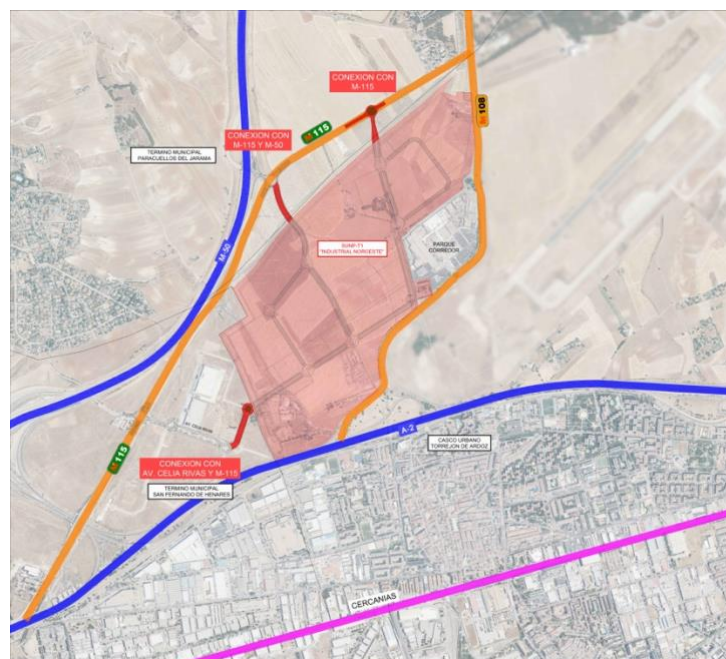 CONEXION CON
M-115
M 108
M 115
CONEXION CON
M-115 Y M-50
TERMINO MUNICIPAL
PARACUELLOS DEL JARAMA
M-50
SUNP-T1
"INDUSTRIAL NOROESTE"
PARQUE
CORREDOR
A-2
CASCO URBANO
TORREJON DE ARDOZ
M 115
CONEXION CON
AV. CELIA RIVAS Y M-115
TERMINO MUNICIPAL
SAN FERNANDO DE HENARES
CERCANIAS